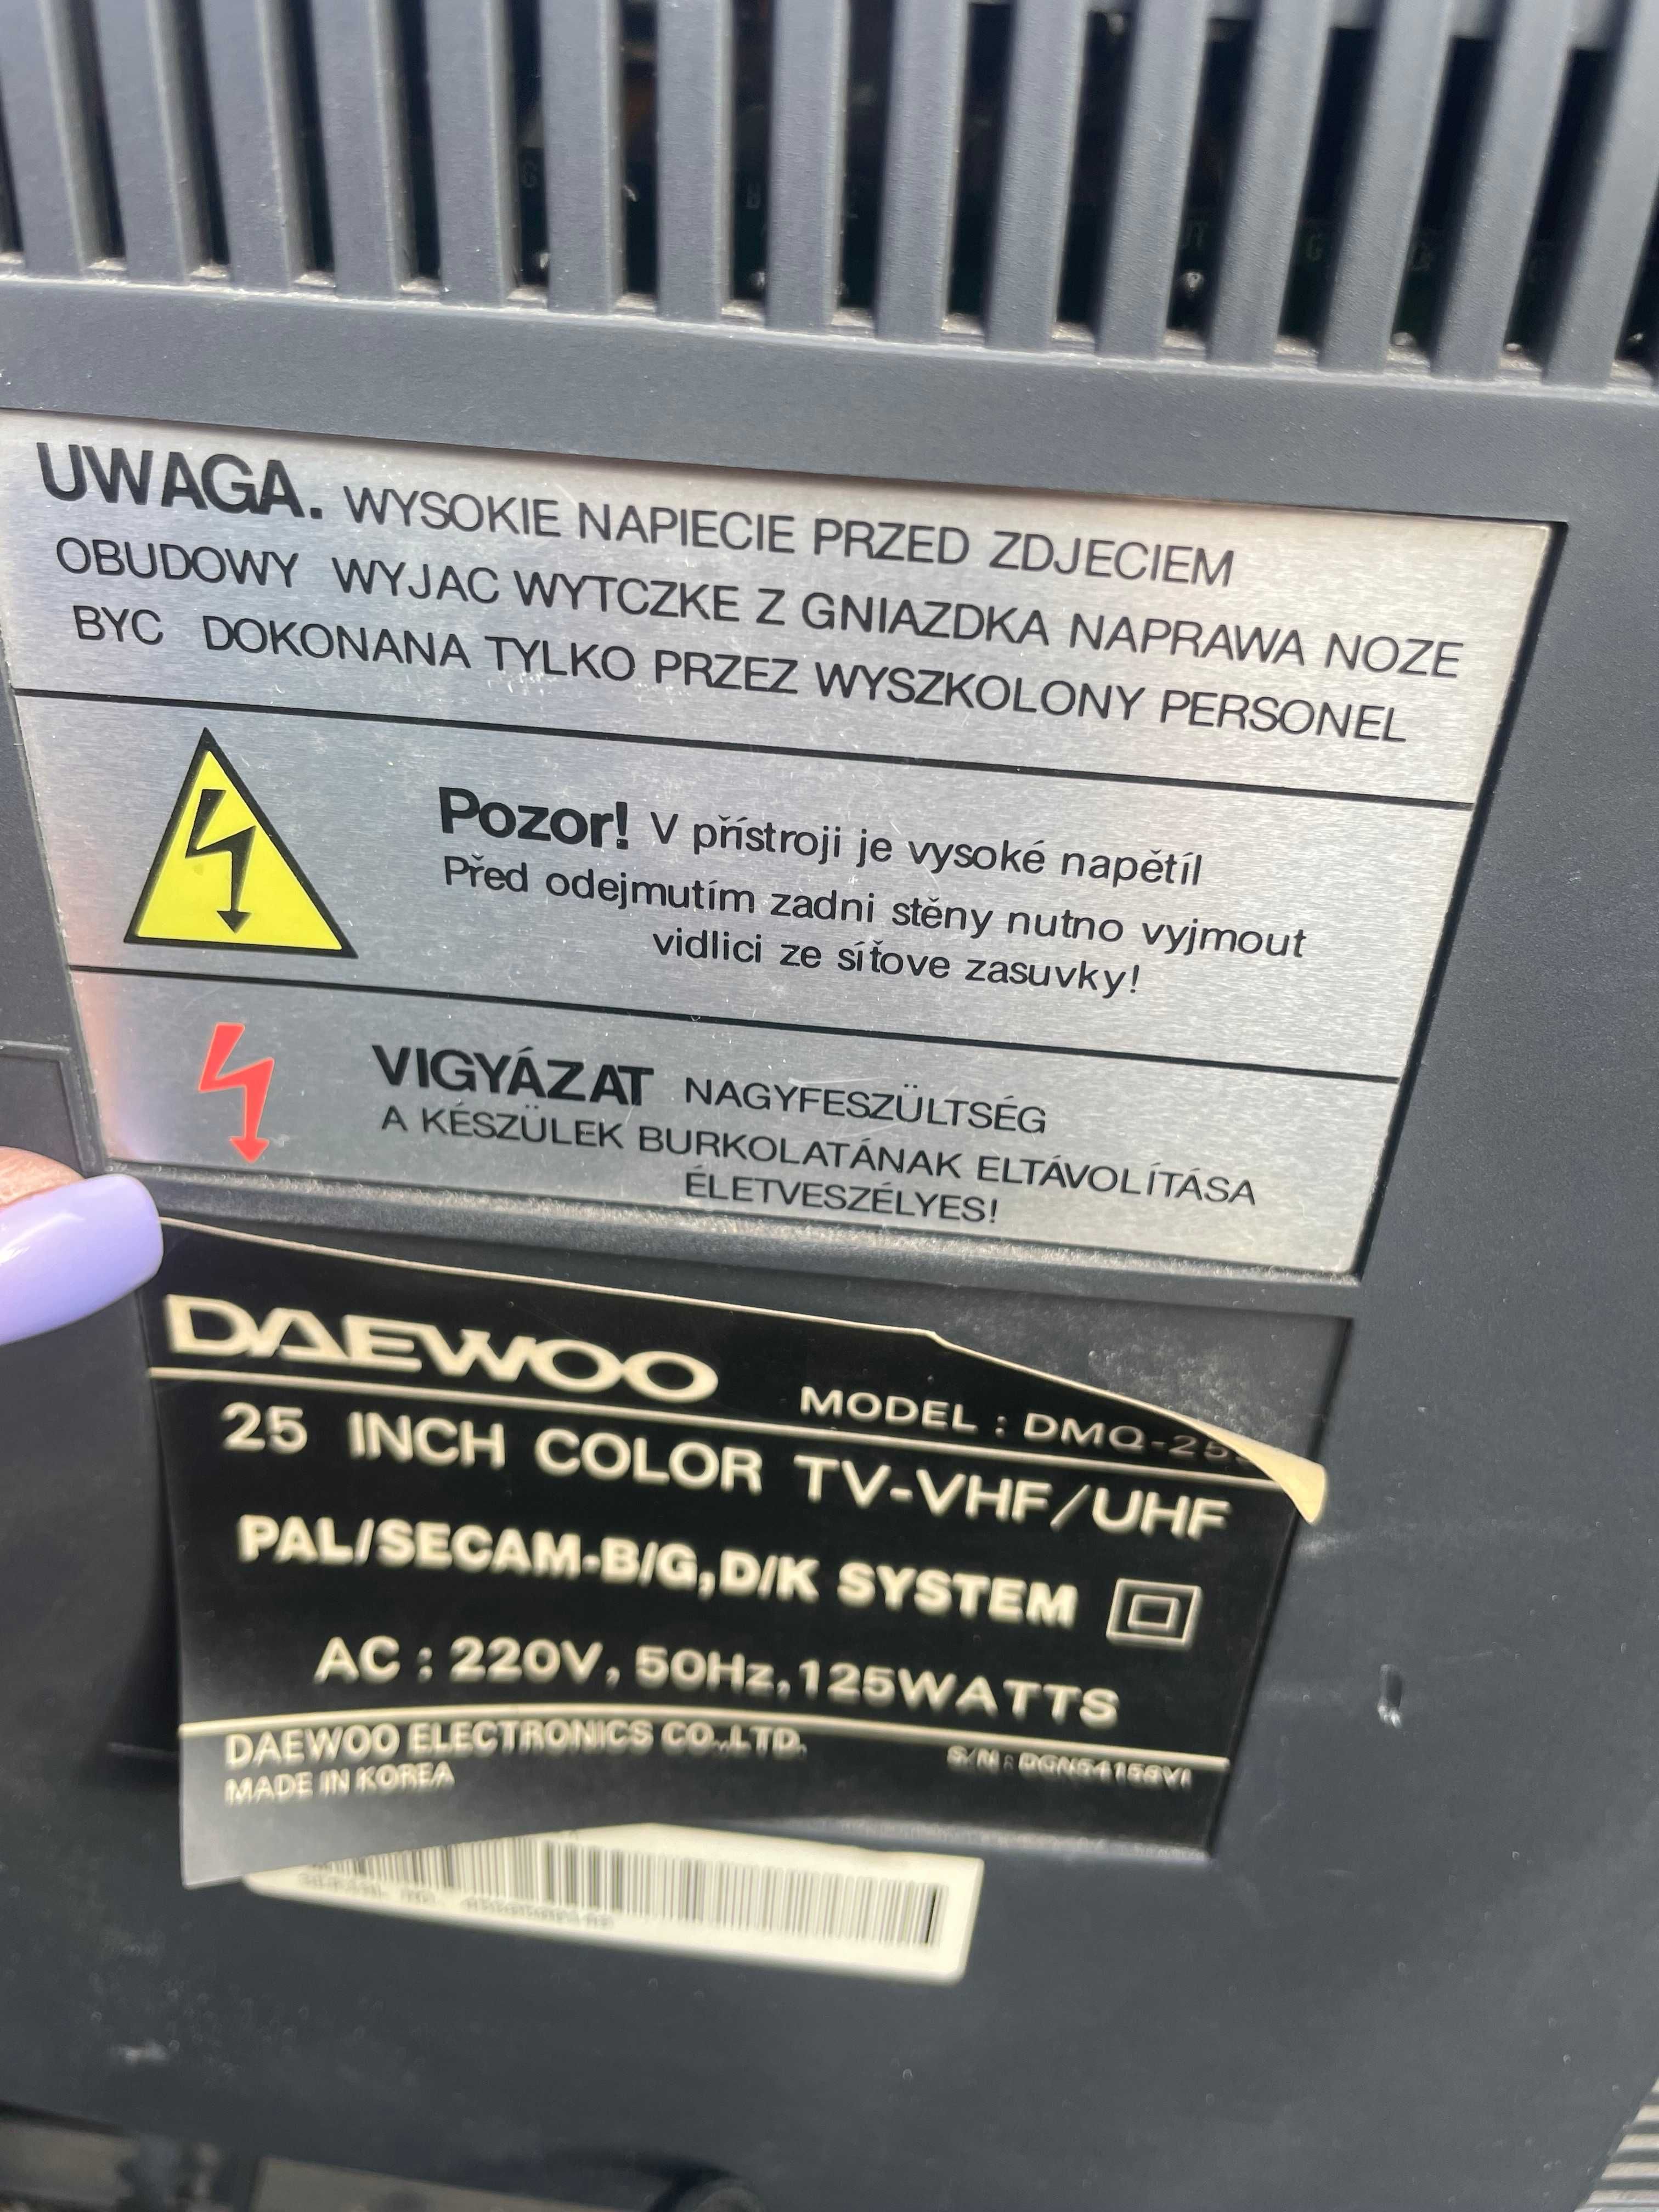 UWAGA. WYSOKIE NAPIECIE PRZED ZDJECIEM
OBUDOWY WYJAC WYTCZKE Z GNIAZDKA NAPRAWA NOZE
BYC DOKONANA TYLKO PRZEZ WYSZKOLONY PERSONEL
Pozor! V přístroji je vysoké napětíl
Před odejmutím zadni stěny nutno vyjmout
vidlici ze síťove zasuvky!
VIGYÁZAT NAGYFESZÜLTSÉG
A KÉSZÜLEK BURKOLATÁNAK ELTÁVOLÍTÁSA
ÉLETVESZÉLYES!
DAEWOO MODEL : DMQ-25
25 INCH COLOR TV-VHF/UHF
PAL/SECAM-B/G,D/K SYSTEM
AC : 220V, 50Hz, 125WATTS
DAEWOO ELECTRONICS CO.,LTD.
MADE IN KOREA
S/N : DGN54158V1